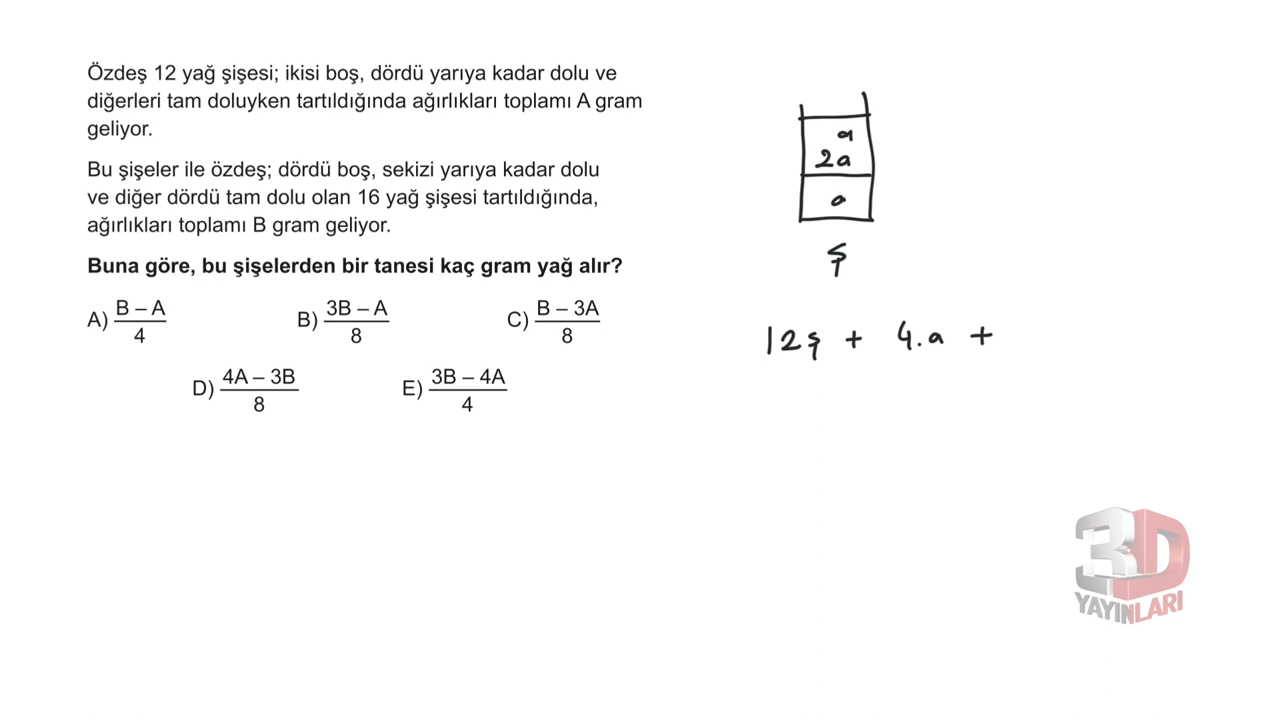 Özdeş 12 yağ şişesi; ikisi boş, dördü yarıya kadar dolu ve
diğerleri tam doluyken tartıldığında ağırlıkları toplamı A gram
geliyor.
Bu şişeler ile özdeş; dördü boş, sekizi yarıya kadar dolu
ve diğer dördü tam dolu olan 16 yağ şişesi tartıldığında,
ağırlıkları toplamı B gram geliyor.
Buna göre, bu şişelerden bir tanesi kaç gram yağ alır?
A) B – A / 4 B) 3B – A / 8 C) B – 3A / 8
D) 4A – 3B / 8 E) 3B – 4A / 4
a
2a
a
ş
12ş + 4.a +
3D
YAYINLARI